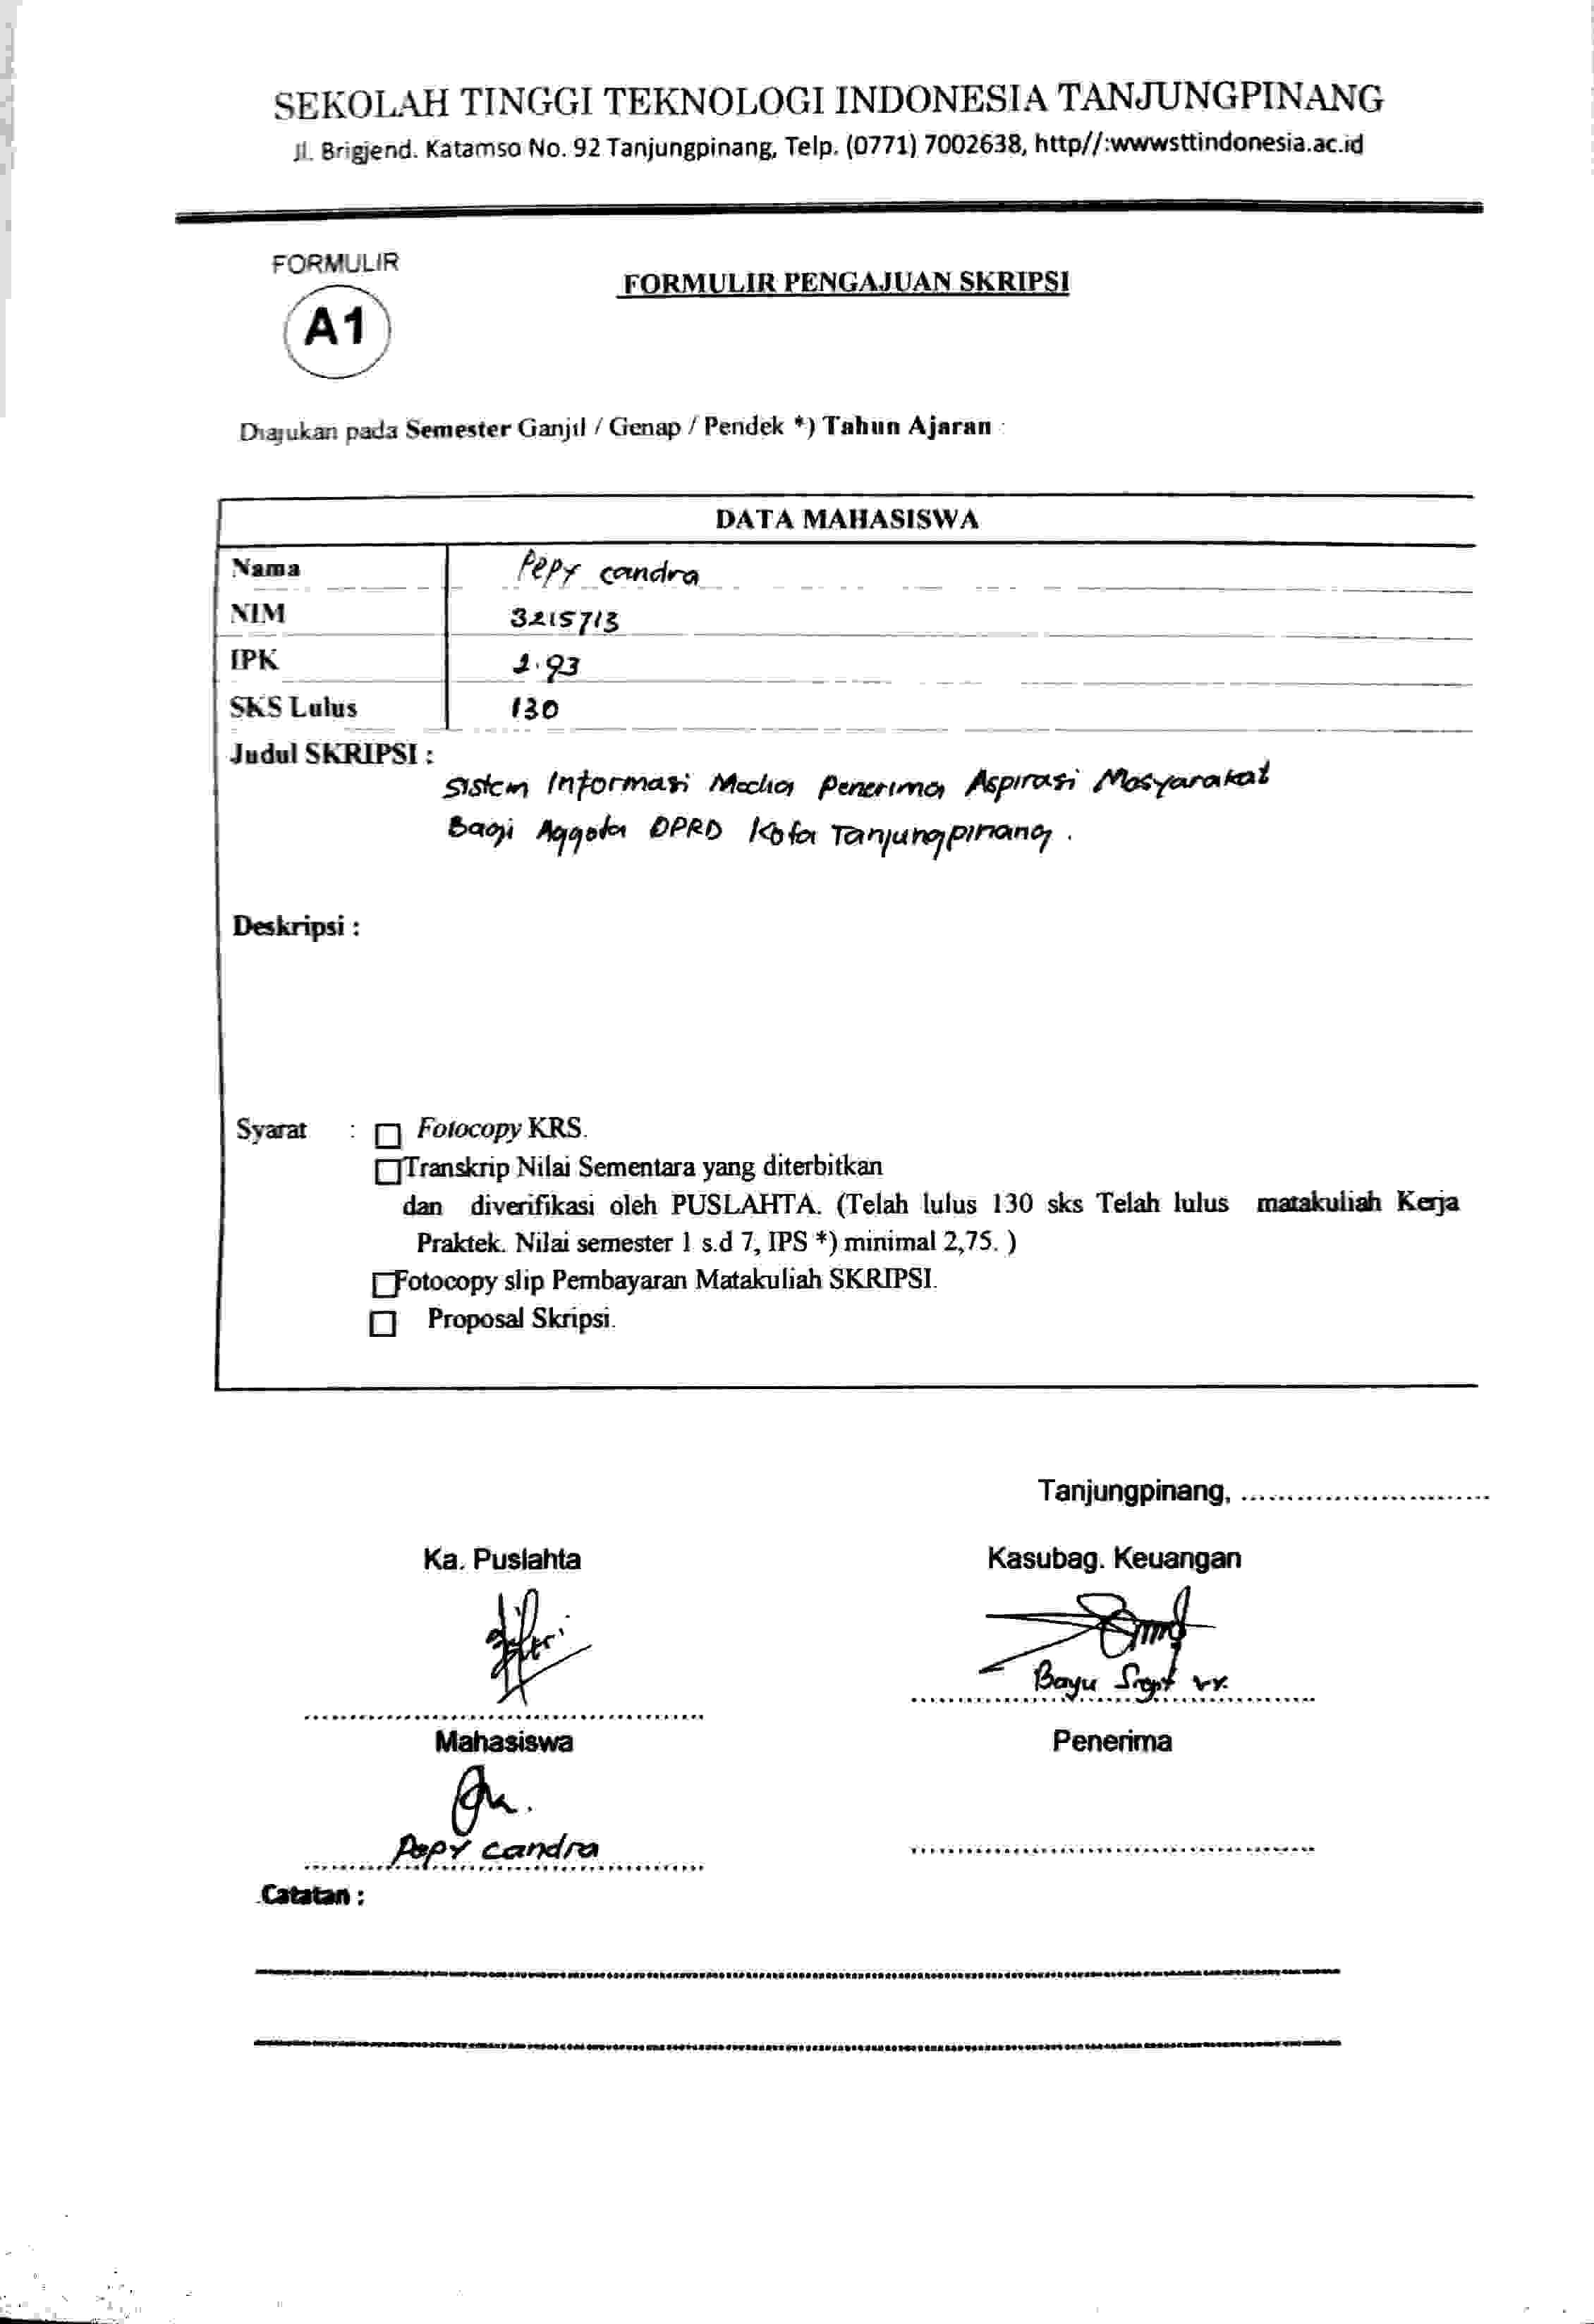 SEKOLAH TINGGI TEKNOLOGI INDONESIA TANJUNGPINANG
Jl. Brigjend. Katamso No. 92 Tanjungpinang, Telp. (0771) 7002638, http//:wwwsttindonesia.ac.id
FORMULIR
A1
FORMULIR PENGAJUAN SKRIPSI
Diajukan pada Semester Ganjil / Genap / Pendek *) Tahun Ajaran :
DATA MAHASISWA
Nama Pepy candra
NIM 3215713
IPK 2.93
SKS Lulus 130
Judul SKRIPSI :
Sistem Informasi Media Penerima Aspirasi Masyarakat
Bagi Aggota DPRD Kota Tanjungpinang.
Deskripsi :
Syarat : Fotocopy KRS.
Transkrip Nilai Sementara yang diterbitkan
dan diverifikasi oleh PUSLAHTA. (Telah lulus 130 sks Telah lulus matakuliah Kerja
Praktek. Nilai semester 1 s.d 7, IPS *) minimal 2,75. )
Fotocopy slip Pembayaran Matakuliah SKRIPSI.
Proposal Skripsi.
Tanjungpinang, ..........................
Ka. Puslahta Kasubag. Keuangan
Bayu
Mahasiswa Penerima
Pepy candra
Catatan :